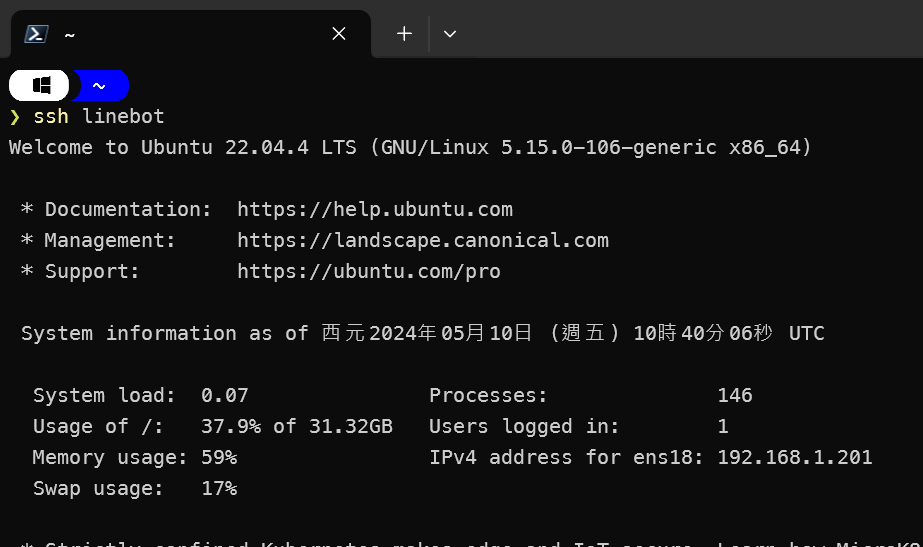 ~
~
❯ ssh linebot
Welcome to Ubuntu 22.04.4 LTS (GNU/Linux 5.15.0-106-generic x86_64)
* Documentation: https://help.ubuntu.com
* Management: https://landscape.canonical.com
* Support: https://ubuntu.com/pro
System information as of 西元2024年05月10日 (週五) 10時40分06秒 UTC
System load: 0.07 Processes: 146
Usage of /: 37.9% of 31.32GB Users logged in: 1
Memory usage: 59% IPv4 address for ens18: 192.168.1.201
Swap usage: 17%
* Strictly confined Kubernetes makes edge and IoT secure. Learn how